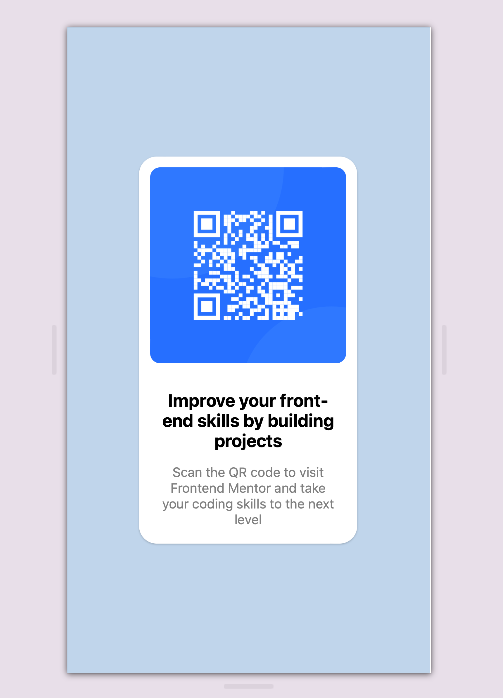 Improve your front-
end skills by building
projects
Scan the QR code to visit
Frontend Mentor and take
your coding skills to the next
level